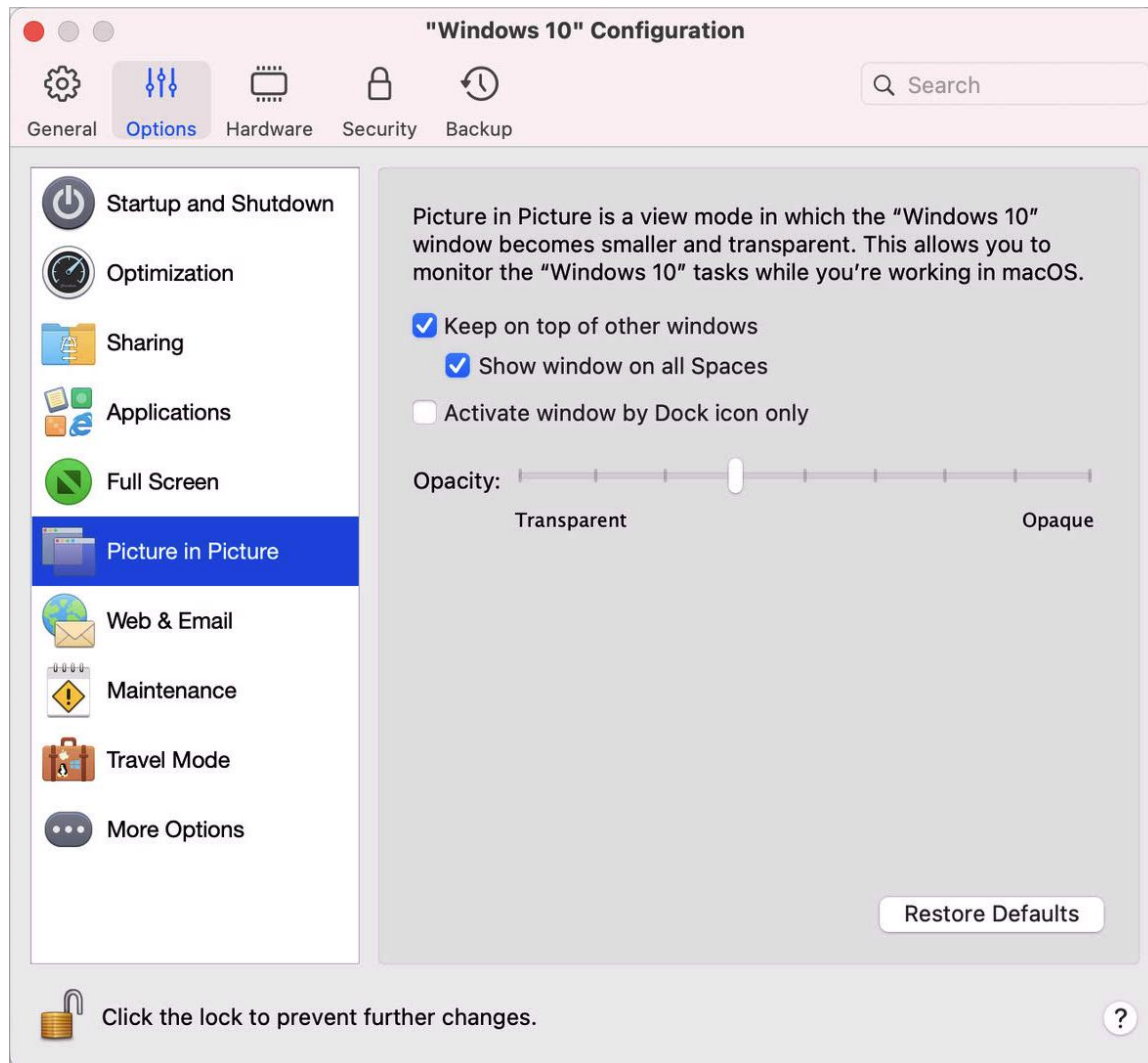 "Windows 10" Configuration
General
Options
Hardware
Security
Backup
Search
Startup and Shutdown
Optimization
Sharing
Applications
Full Screen
Picture in Picture
Web & Email
Maintenance
Travel Mode
More Options
Picture in Picture is a view mode in which the “Windows 10”
window becomes smaller and transparent. This allows you to
monitor the “Windows 10” tasks while you’re working in macOS.
Keep on top of other windows
Show window on all Spaces
Activate window by Dock icon only
Opacity:
Transparent
Opaque
Restore Defaults
Click the lock to prevent further changes.
?